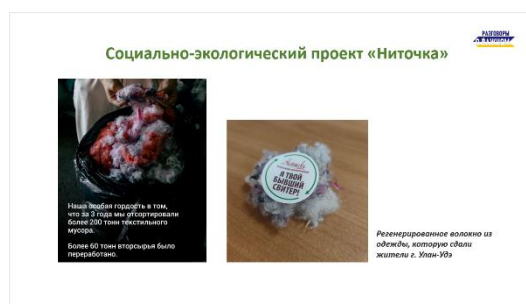 РАЗГОВОРЫ
О ВАЖНОМ
Социально-экологический проект «Ниточка»
Наша особая гордость в том,
что за 3 года мы отсортировали
более 200 тонн текстильного
мусора.
Более 60 тонн вторсырья было
переработано.
Ниточка
Я ТВОЙ
БЫВШИЙ
СВИТЕР!
Регенерированное волокно из
одежды, которую сдали
жители г. Улан-Удэ